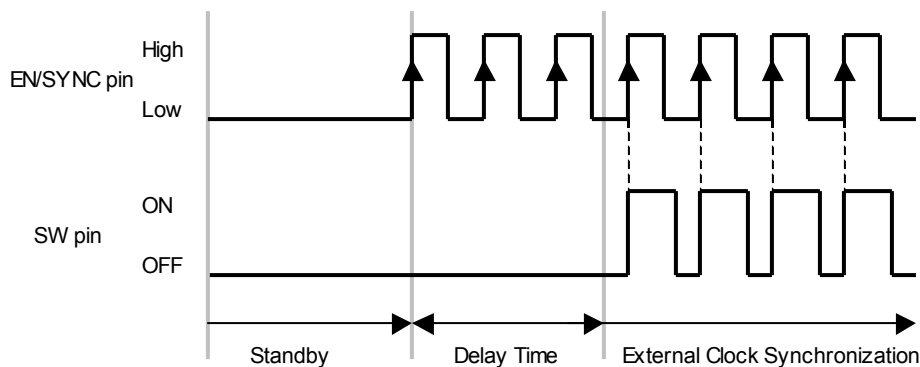 High
EN/SYNC pin
Low
ON
SW pin
OFF
Standby
Delay Time
External Clock Synchronization